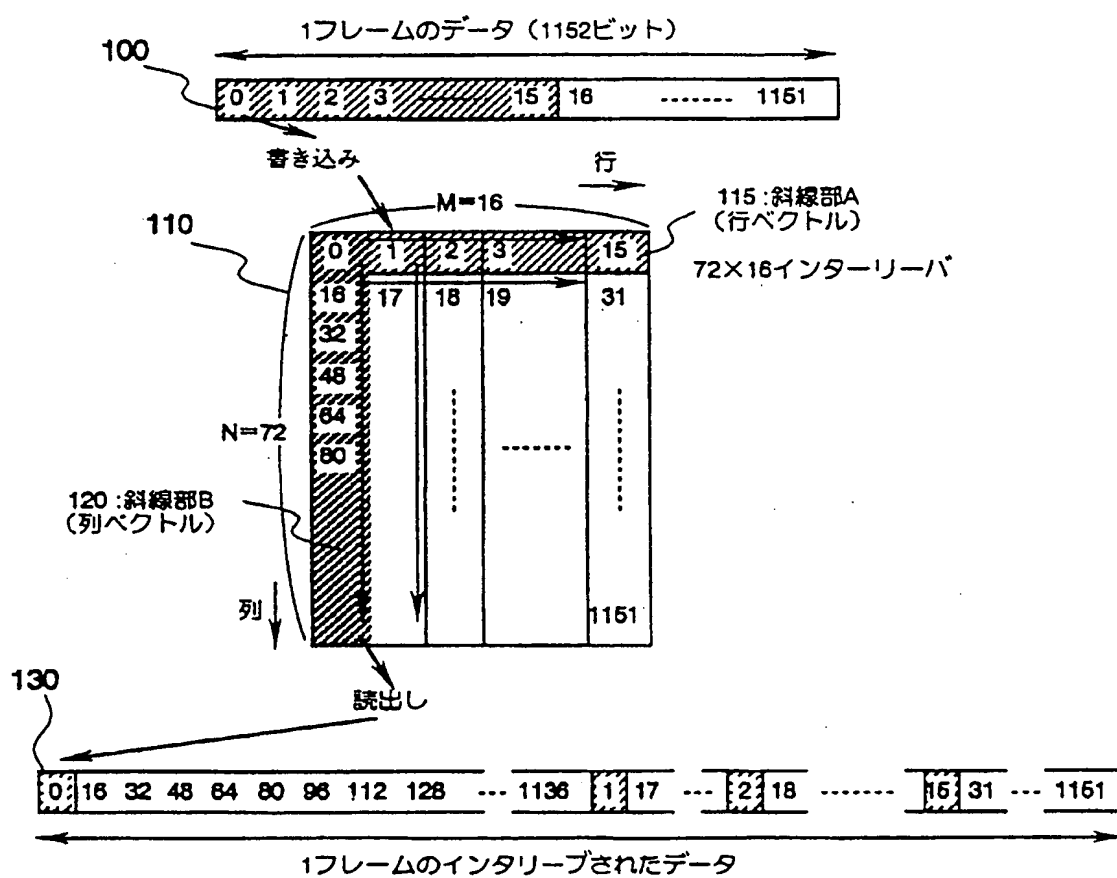 1フレームのデータ（1152ビット）
100
0 1 2 3 ------- 15 16 ------- 1151
書き込み
行
M=16
115 :斜線部A
（行ベクトル）
110
0 1 2 3 15
72×16インターリーバ
16 17 18 19 31
32
48
64
N=72
80
120 :斜線部B
（列ベクトル）
列
1151
130
読出し
0 16 32 48 64 80 96 112 128 --- 1136 1 17 --- 2 18 ------- 15 31 --- 1151
1フレームのインタリーブされたデータ